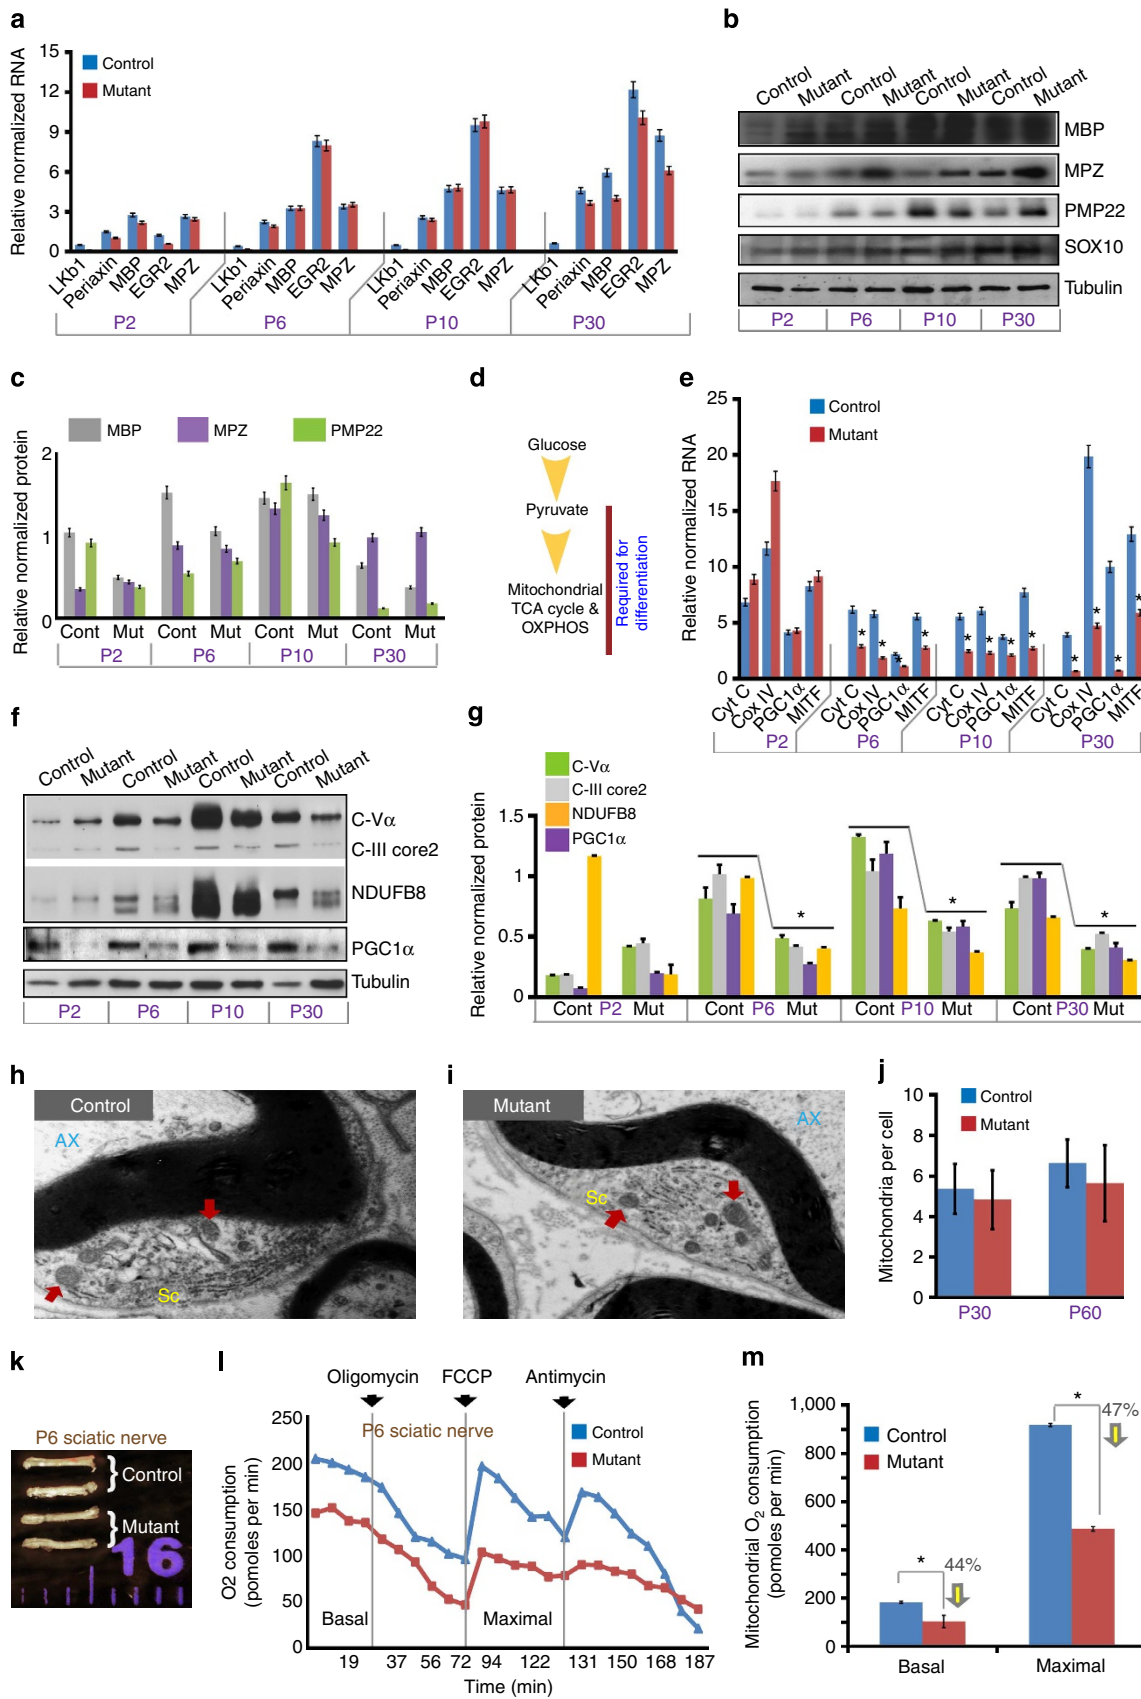 a
Relative normalized RNA
15
12
9
6
3
0
Control
Mutant
LKb1
Periaxin
MBP
EGR2
MPZ
LKb1
Periaxin
MBP
EGR2
MPZ
LKb1
Periaxin
MBP
EGR2
MPZ
LKb1
Periaxin
MBP
EGR2
MPZ
P2
P6
P10
P30
b
Control
Mutant
Control
Mutant
Control
Mutant
Control
Mutant
MBP
MPZ
PMP22
SOX10
Tubulin
P2
P6
P10
P30
c
MBP
MPZ
PMP22
Relative normalized protein
2
1
0
Cont Mut Cont Mut Cont Mut Cont Mut
P2
P6
P10
P30
d
Glucose
Pyruvate
Mitochondrial
TCA cycle &
OXPHOS
Required for
differentiation
e
Relative normalized RNA
25
20
15
10
5
0
Control
Mutant
* * * * * * * * * * * *
Cyt C
Cox IV
PGC1α
MITF
Cyt C
Cox IV
PGC1α
MITF
Cyt C
Cox IV
PGC1α
MITF
Cyt C
Cox IV
PGC1α
MITF
P2
P6
P10
P30
f
Control
Mutant
Control
Mutant
Control
Mutant
Control
Mutant
C-Vα
C-III core2
NDUFB8
PGC1α
Tubulin
P2
P6
P10
P30
g
C-Vα
C-III core2
NDUFB8
PGC1α
Relative normalized protein
1.5
1
0.5
0
*
*
*
Cont P2 Mut
Cont P6 Mut
Cont P10 Mut
Cont P30 Mut
h
Control
AX
Sc
i
Mutant
AX
Sc
j
Mitochondria per cell
10
8
6
4
2
0
Control
Mutant
P30
P60
k
P6 sciatic nerve
Control
Mutant
16
l
Oligomycin
FCCP
Antimycin
P6 sciatic nerve
Control
Mutant
O2 consumption
(pomoles per min)
250
200
150
100
50
0
Basal
Maximal
19 37 56 72 94 122 131 150 168 187
Time (min)
m
Mitochondrial O₂ consumption
(pomoles per min)
1,000
800
600
400
200
0
Control
Mutant
*
44%
*
47%
Basal
Maximal